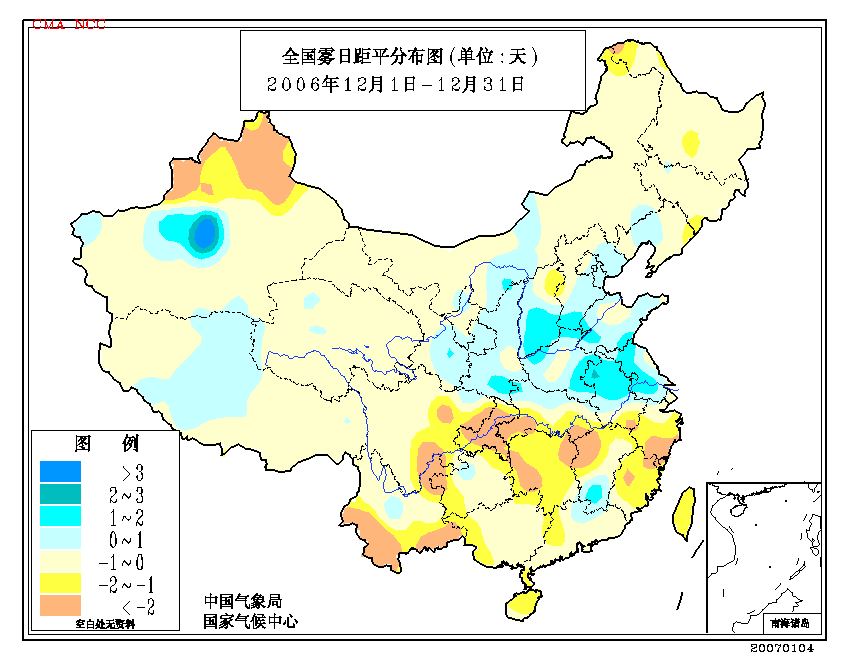 CMA NCC
全国雾日距平分布图(单位:天)
2006年12月1日-12月31日
图 例
>3
2~3
1~2
0~1
-1~0
-2~-1
<-2
空白处无资料
中国气象局
国家气候中心
南海诸岛
20070104